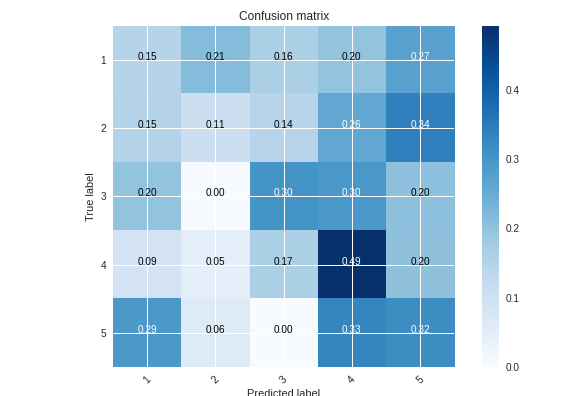 Confusion matrix
1 0.15 0.21 0.16 0.20 0.27
2 0.15 0.11 0.14 0.26 0.34
3 0.20 0.00 0.30 0.30 0.20
4 0.09 0.05 0.17 0.49 0.20
5 0.29 0.06 0.00 0.33 0.32
True label
1 2 3 4 5
Predicted label
0.4
0.3
0.2
0.1
0.0